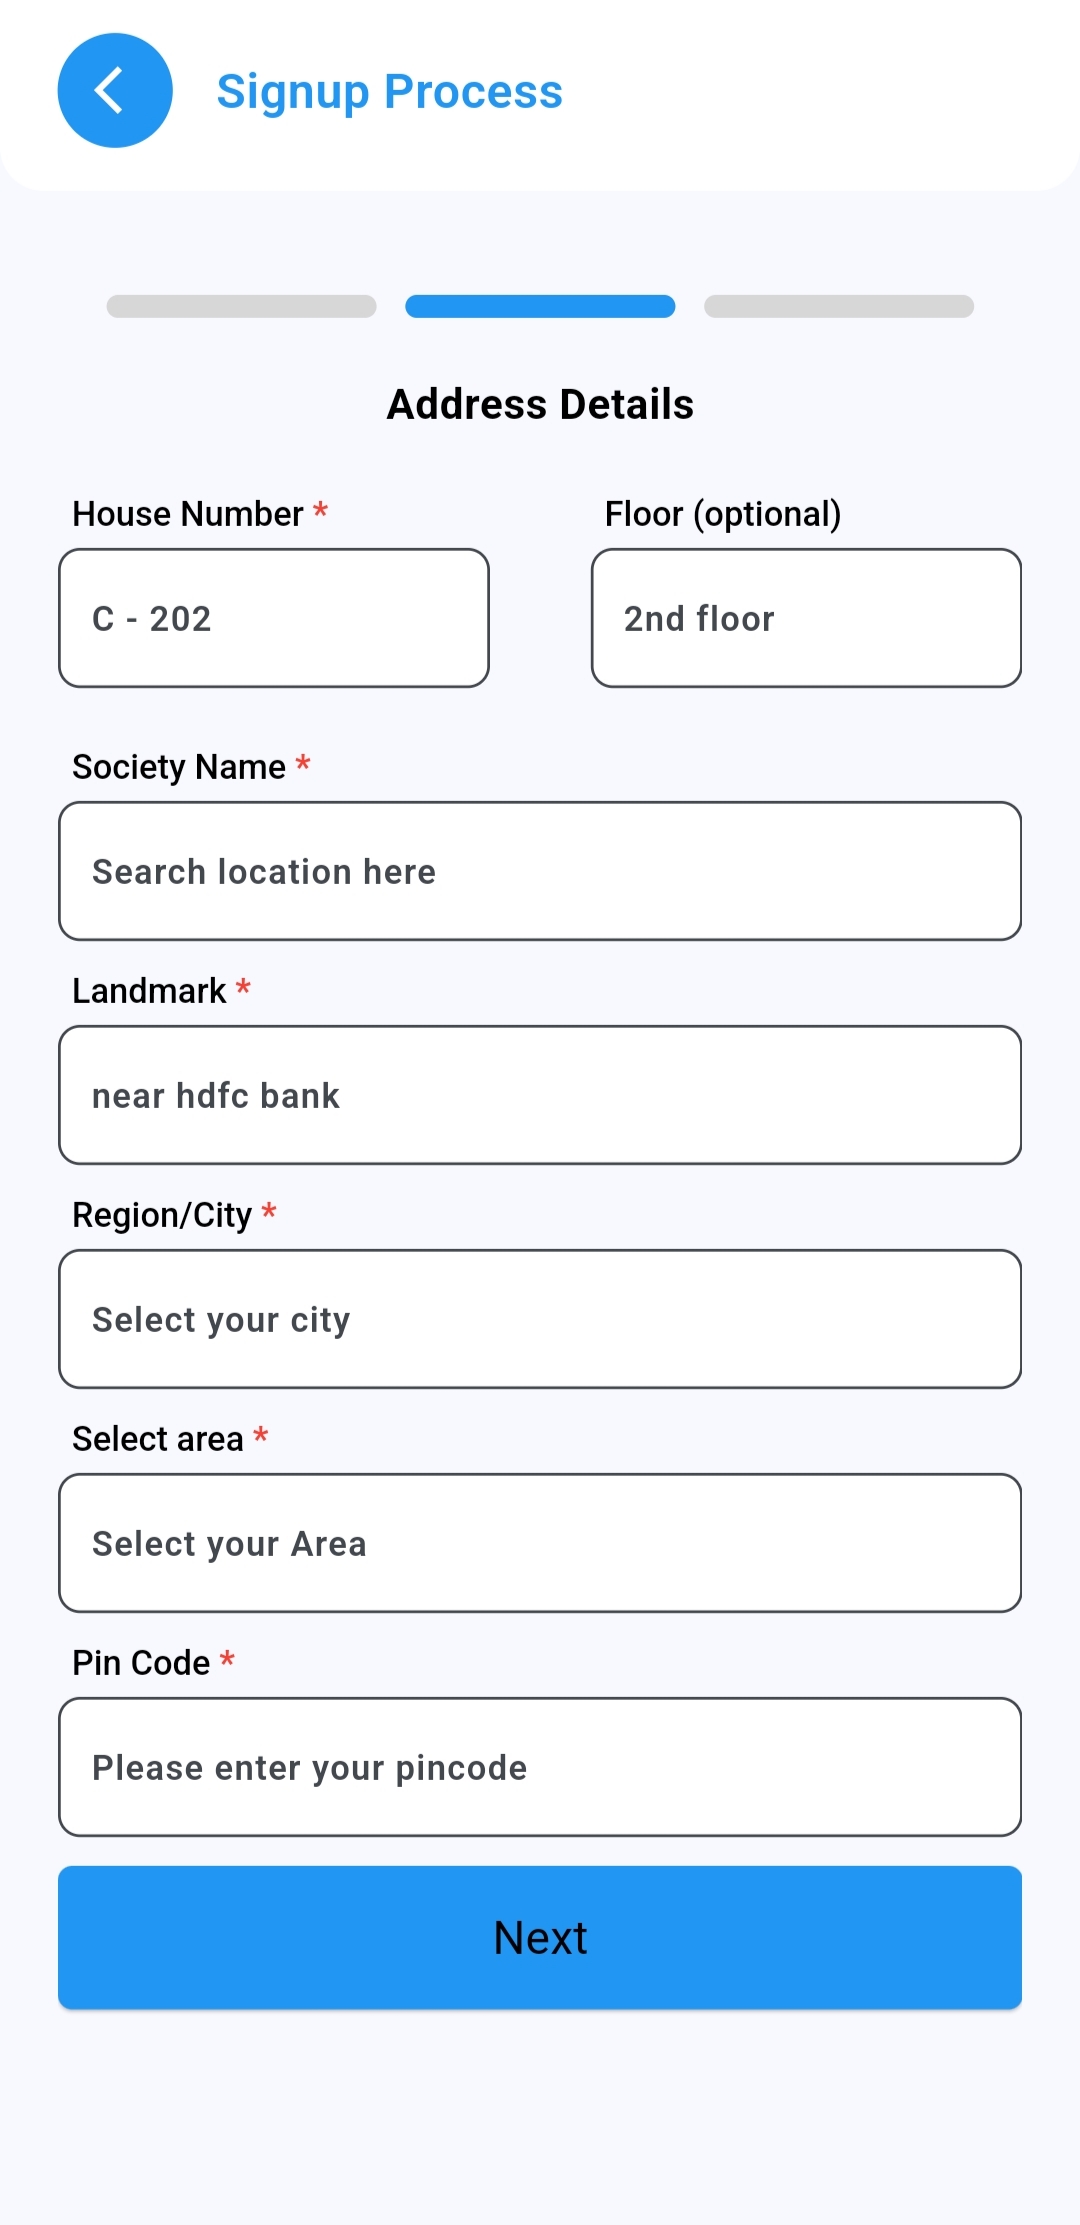 Signup Process
Address Details
House Number *
Floor (optional)
C - 202
2nd floor
Society Name *
Search location here
Landmark *
near hdfc bank
Region/City *
Select your city
Select area *
Select your Area
Pin Code *
Please enter your pincode
Next